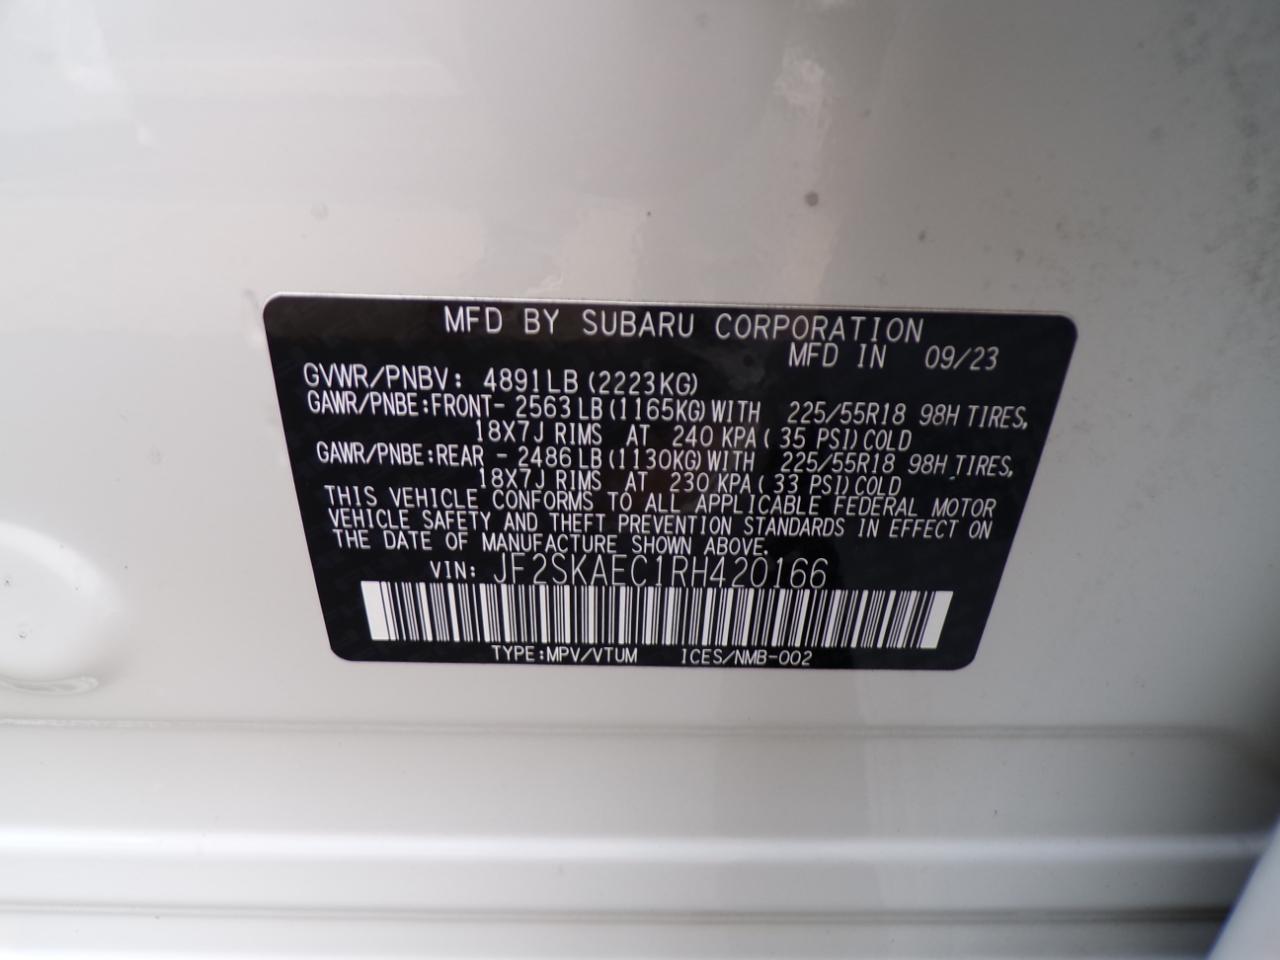 MFD BY SUBARU CORPORATION
MFD IN 09/23
GVWR/PNBV: 4891LB (2223KG)
GAWR/PNBE:FRONT- 2563LB (1165KG) WITH 225/55R18 98H TIRES,
18X7J RIMS AT 240 KPA ( 35 PSI) COLD
GAWR/PNBE:REAR - 2486LB (1130KG) WITH 225/55R18 98H TIRES,
18X7J RIMS AT 230 KPA ( 33 PSI) COLD
THIS VEHICLE CONFORMS TO ALL APPLICABLE FEDERAL MOTOR
VEHICLE SAFETY AND THEFT PREVENTION STANDARDS IN EFFECT ON
THE DATE OF MANUFACTURE SHOWN ABOVE.
VIN: JF2SKAEC1RH420166
TYPE:MPV/VTUM ICES/NMB-002